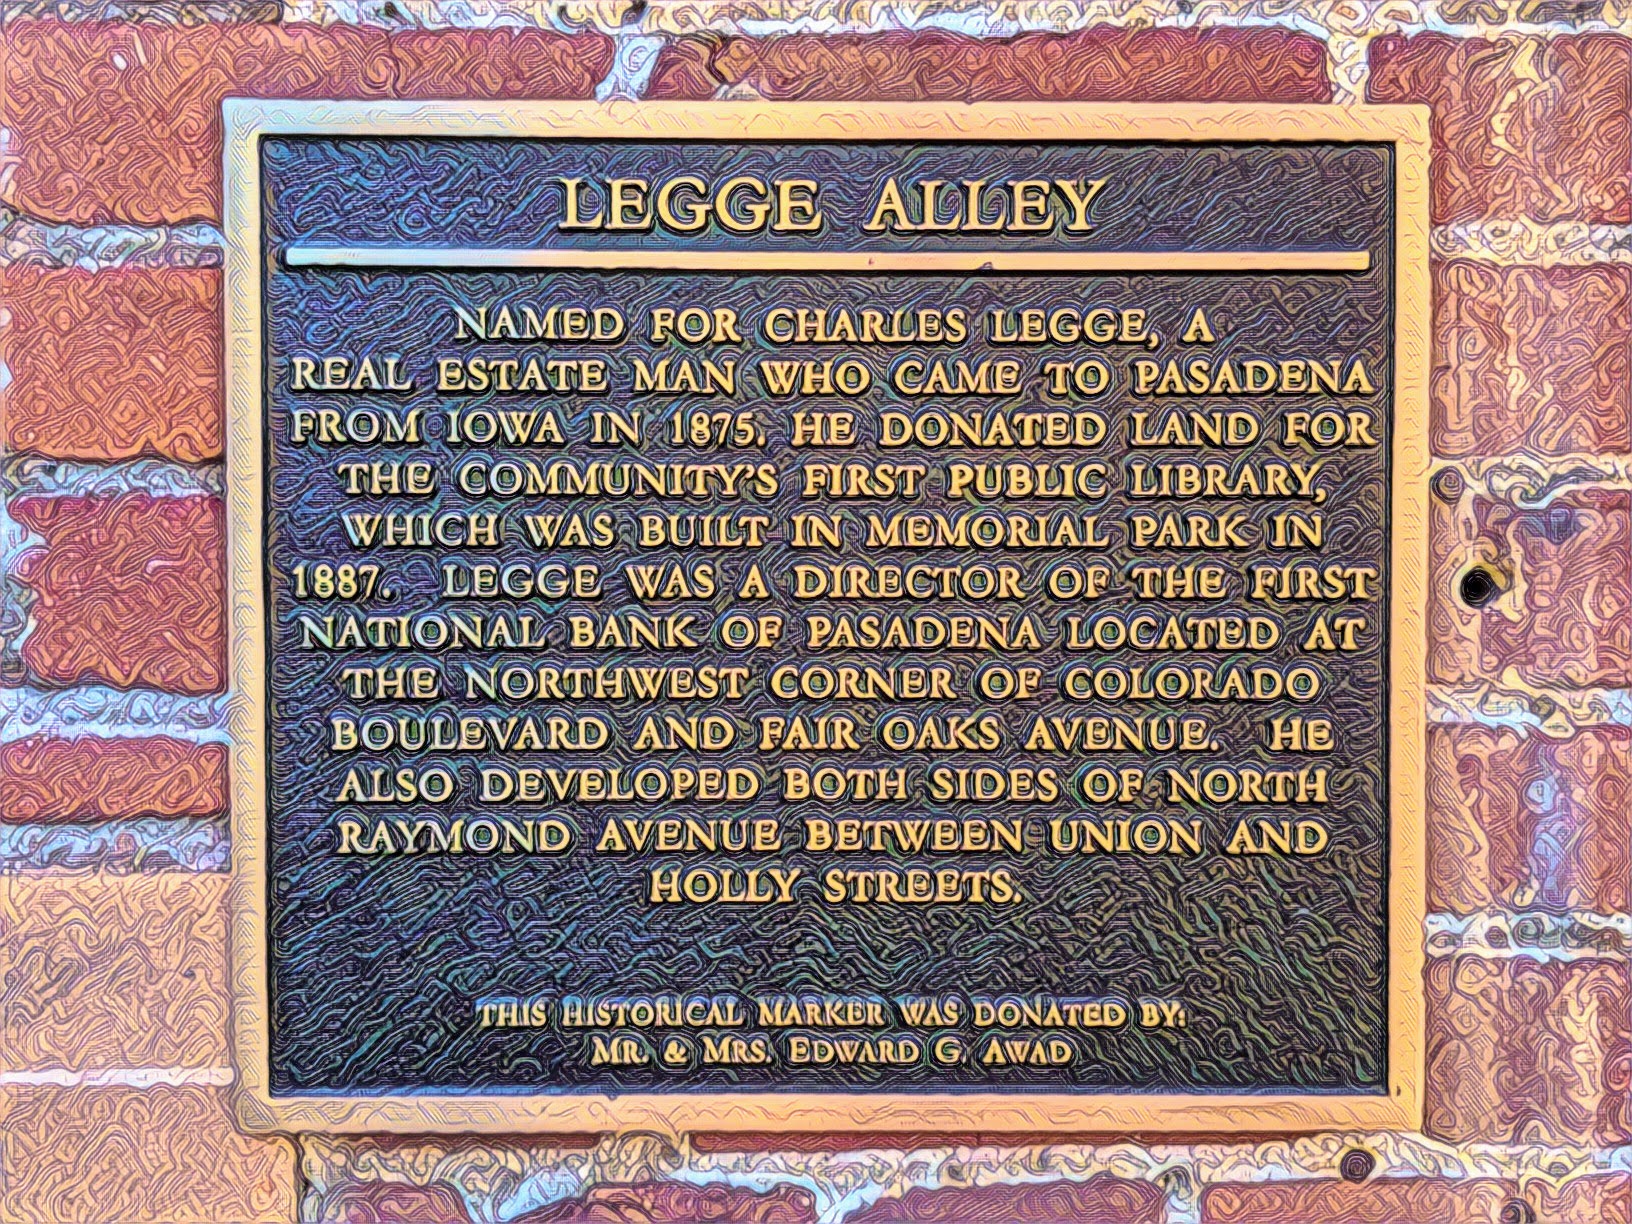 LEGGE ALLEY
NAMED FOR CHARLES LEGGE, A
REAL ESTATE MAN WHO CAME TO PASADENA
FROM IOWA IN 1875. HE DONATED LAND FOR
THE COMMUNITY'S FIRST PUBLIC LIBRARY,
WHICH WAS BUILT IN MEMORIAL PARK IN
1887. LEGGE WAS A DIRECTOR OF THE FIRST
NATIONAL BANK OF PASADENA LOCATED AT
THE NORTHWEST CORNER OF COLORADO
BOULEVARD AND FAIR OAKS AVENUE. HE
ALSO DEVELOPED BOTH SIDES OF NORTH
RAYMOND AVENUE BETWEEN UNION AND
HOLLY STREETS.
THIS HISTORICAL MARKER WAS DONATED BY:
MR. & MRS. EDWARD G. AWAD